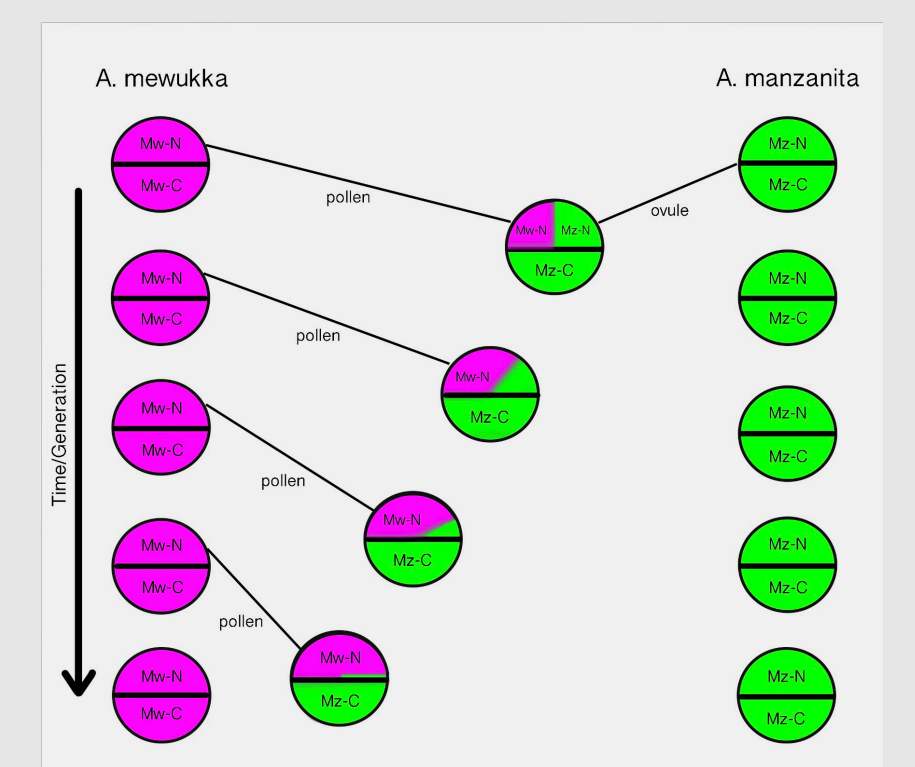 A. mewukka
A. manzanita
Mw-N
Mw-C
pollen
Mw-N Mz-N
Mz-C
ovule
Mz-N
Mz-C
Mw-N
Mw-C
pollen
Mw-N
Mz-C
Mz-N
Mz-C
Time/Generation
Mw-N
Mw-C
pollen
Mw-N
Mz-C
Mz-N
Mz-C
Mw-N
Mw-C
pollen
Mw-N
Mz-C
Mz-N
Mz-C
Mw-N
Mw-C
Mz-N
Mz-C